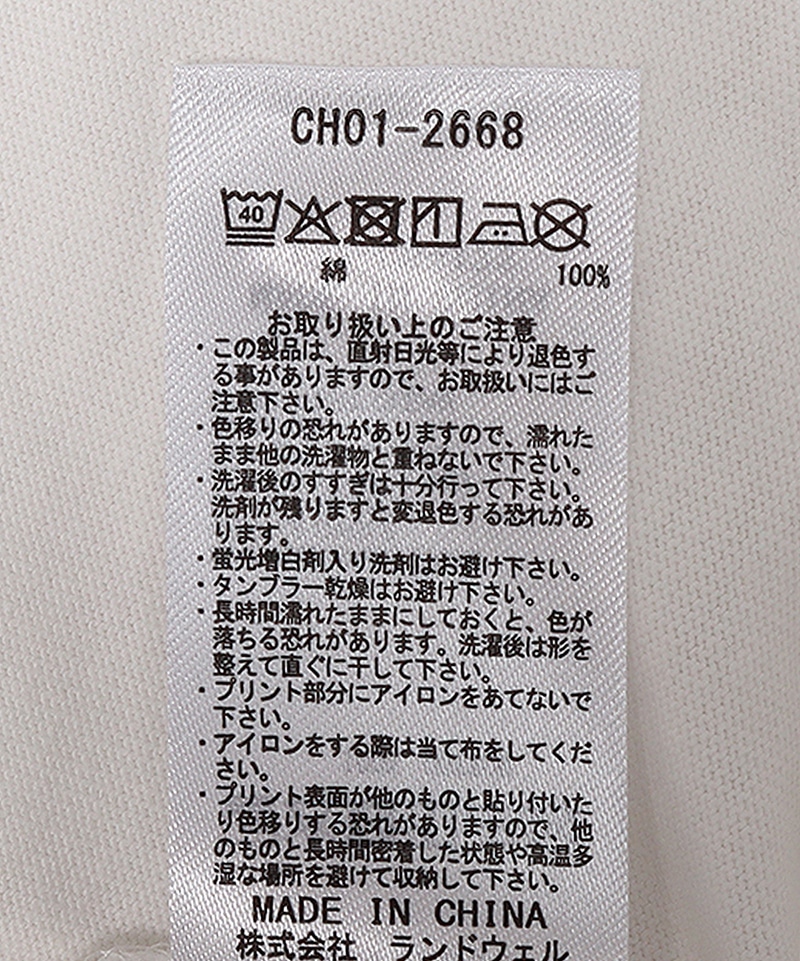 CH01-2668
40
綿 100%
お取り扱い上のご注意
・この製品は、直射日光等により退色す
る事がありますので、お取扱いにはご
注意下さい。
・色移りの恐れがありますので、濡れた
まま他の洗濯物と重ねないで下さい。
・洗濯後のすすぎは十分行って下さい。
洗剤が残りますと変退色する恐れがあ
ります。
・蛍光増白剤入り洗剤はお避け下さい。
・タンブラー乾燥はお避け下さい。
・長時間濡れたままにしておくと、色が
落ちる恐れがあります。洗濯後は形を
整えて直ぐに干して下さい。
・プリント部分にアイロンをあてないで
下さい。
・アイロンをする際は当て布をしてくだ
さい。
・プリント表面が他のものと貼り付いた
り色移りする恐れがありますので、他
のものと長時間密着した状態や高温多
湿な場所を避けて収納して下さい。
MADE IN CHINA
株式会社 ランドウェル